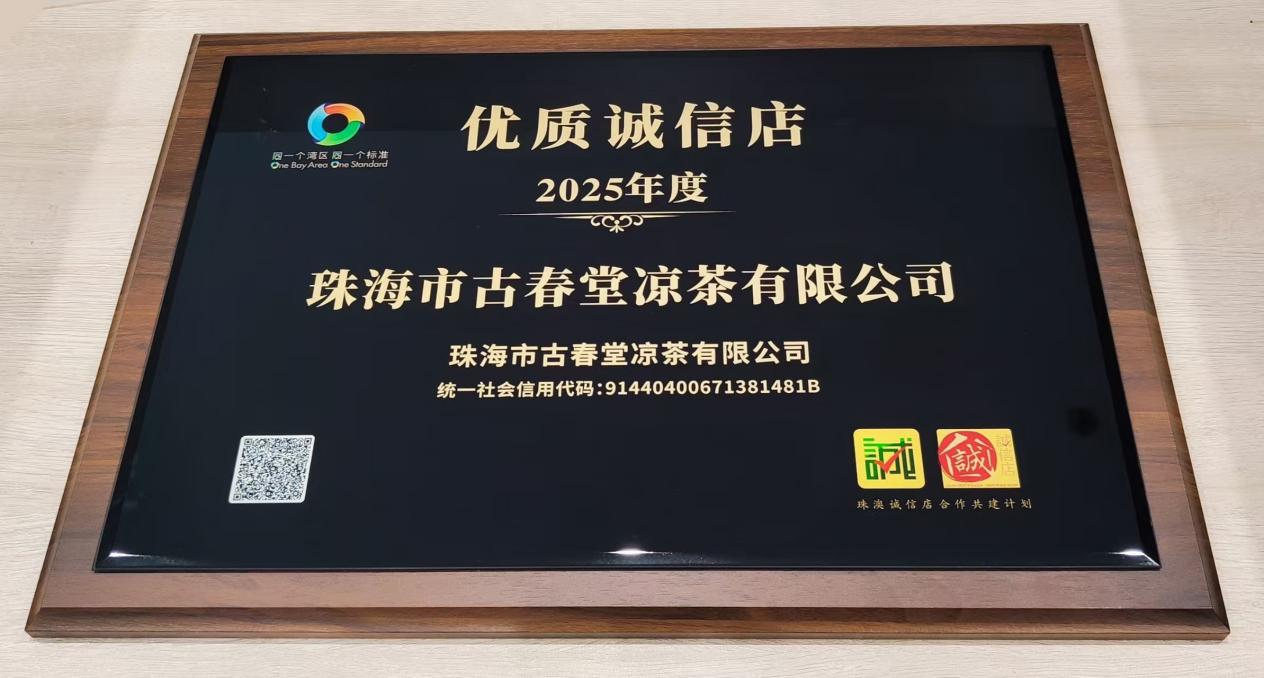 优质诚信店
同一个湾区 同一个标准
One Bay Area One Standard
2025年度
珠海市古春堂凉茶有限公司
珠海市古春堂凉茶有限公司
统一社会信用代码:91440400671381481B
誠
誠
誠信店
珠澳诚信店合作共建计划